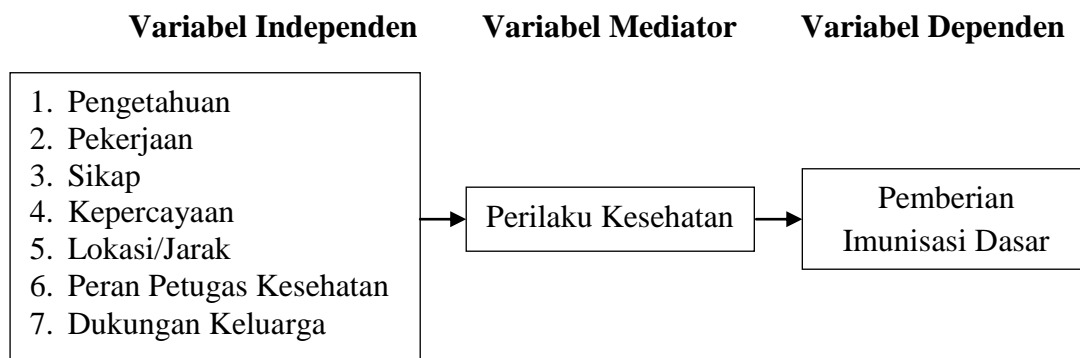 Variabel Independen Variabel Mediator Variabel Dependen
1. Pengetahuan
2. Pekerjaan
3. Sikap
4. Kepercayaan
5. Lokasi/Jarak
6. Peran Petugas Kesehatan
7. Dukungan Keluarga
Perilaku Kesehatan
Pemberian
Imunisasi Dasar